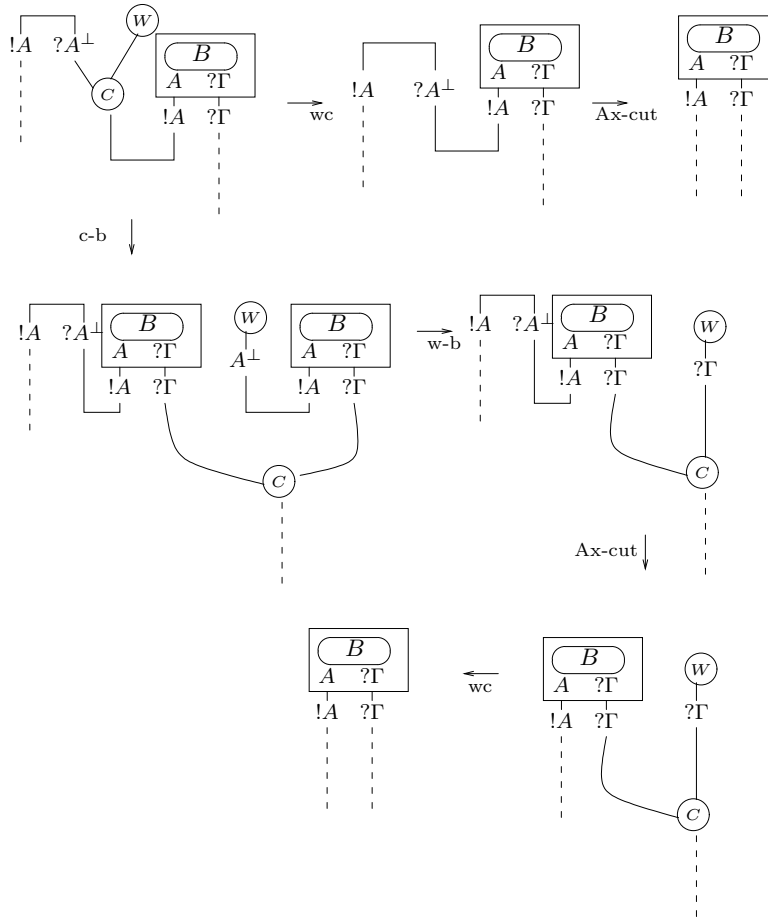 W
B
B
B
!A ?A⊥ A ?Γ A ?Γ A ?Γ
C !A ?A⊥
!A ?Γ wc !A ?Γ Ax-cut !A ?Γ
c-b
B W B B W
!A ?A⊥ A ?Γ A⊥ A ?Γ w-b !A ?A⊥ A ?Γ ?Γ
!A ?Γ !A ?Γ !A ?Γ
C C
Ax-cut
B B W
A ?Γ wc A ?Γ
!A ?Γ !A ?Γ ?Γ
C